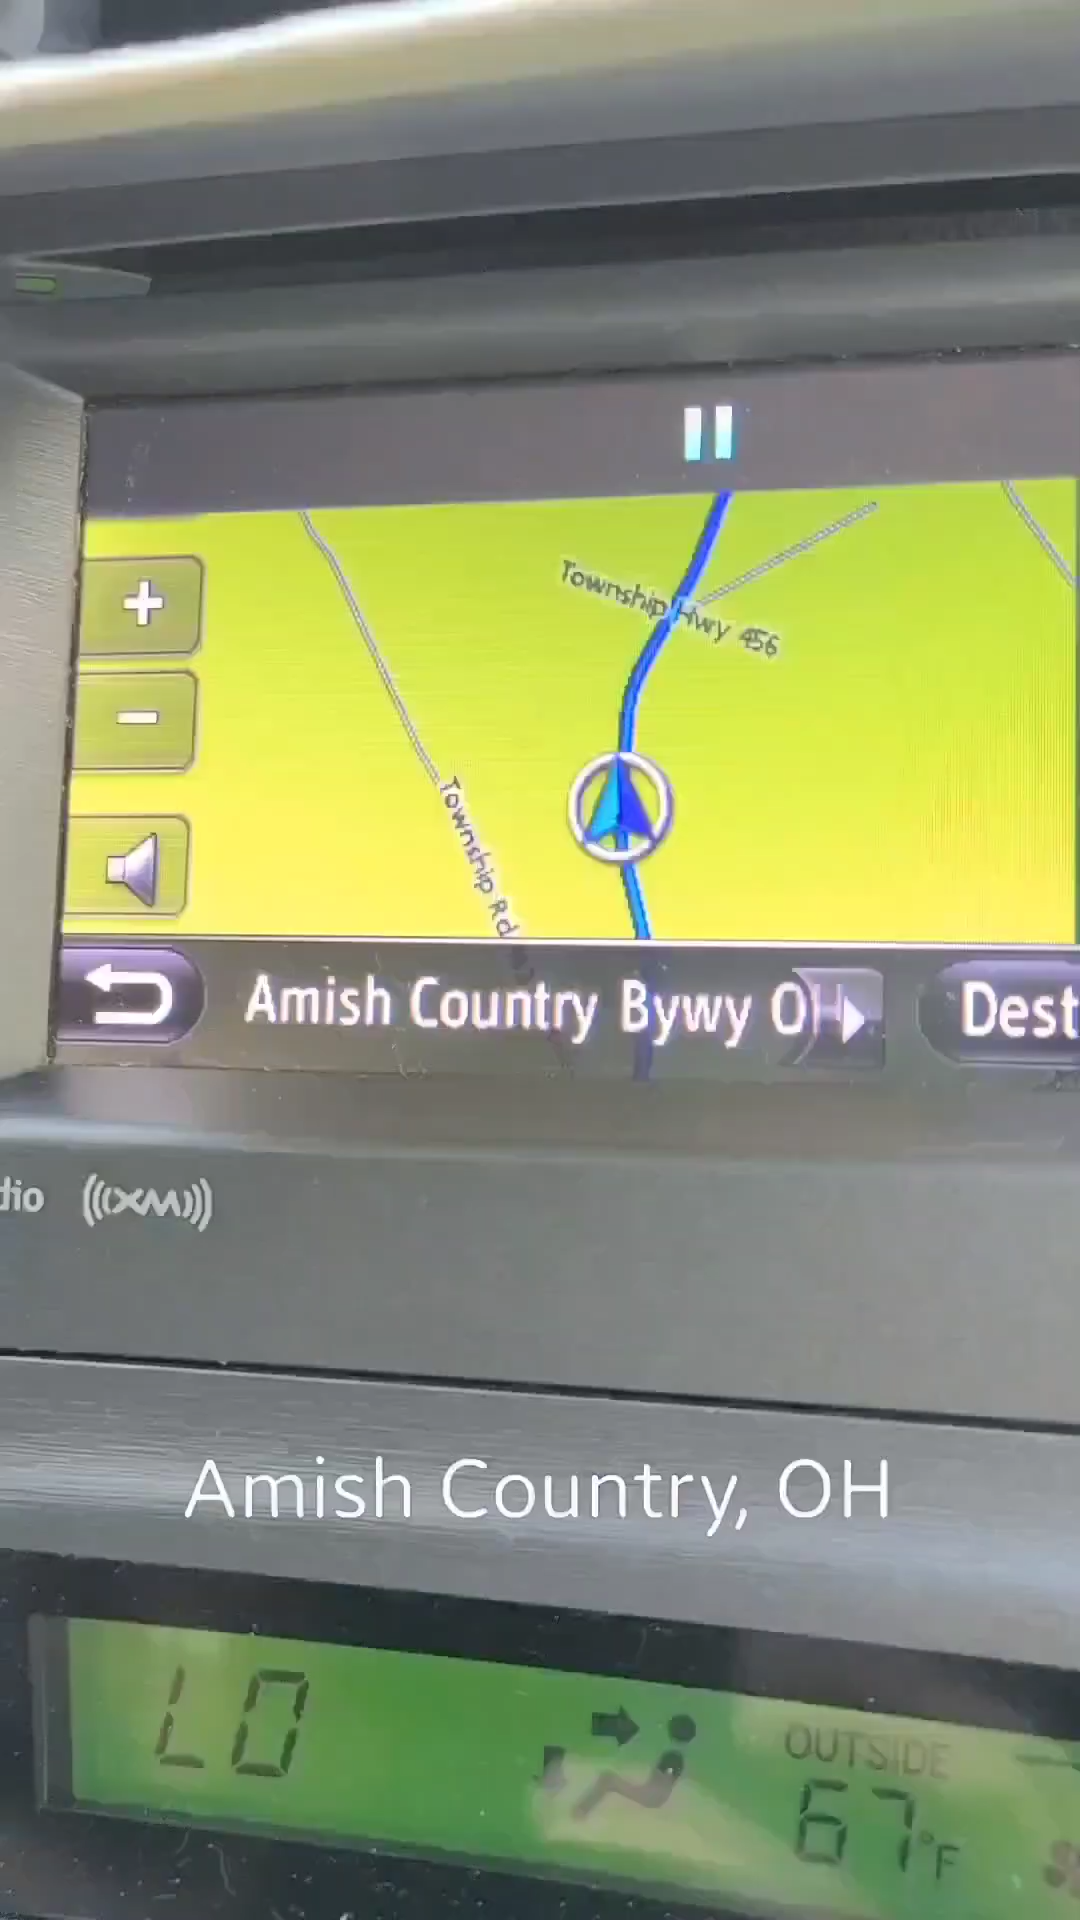 Township Hwy 456
Township Rd
Amish Country Bywy OH
Dest
dio
((XM))
Amish Country, OH
LO
OUTSIDE
67°F